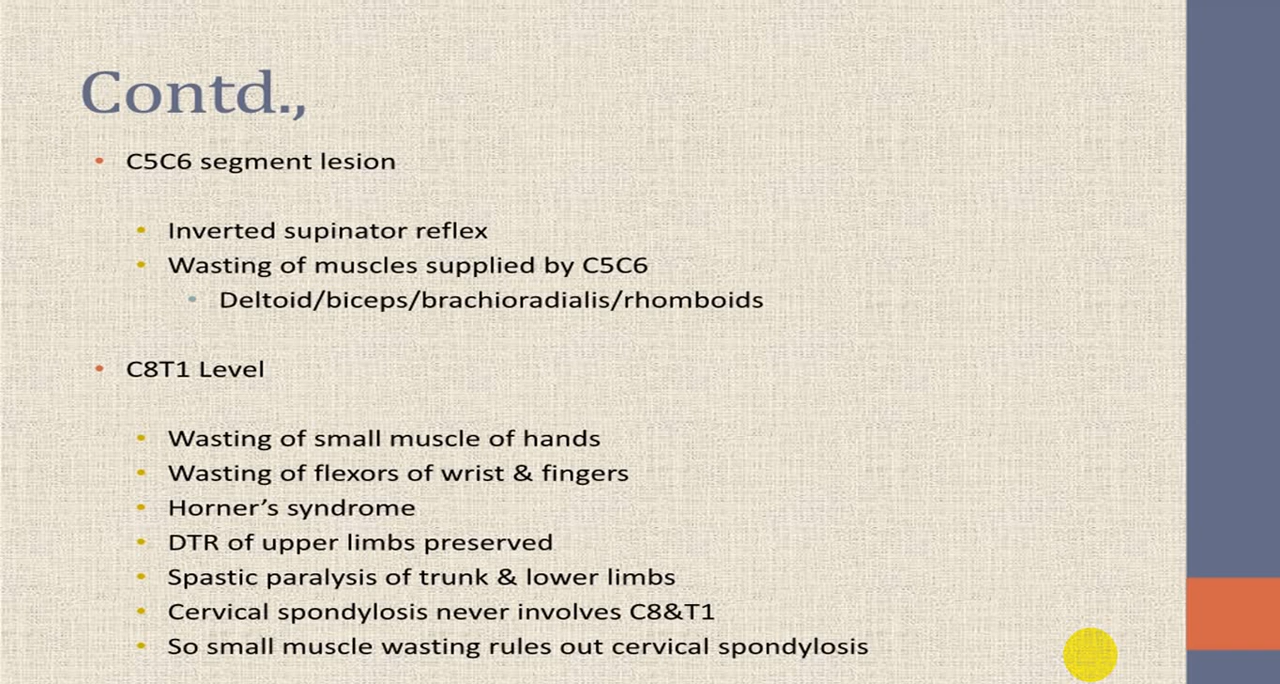 Contd.,
C5C6 segment lesion
Inverted supinator reflex
Wasting of muscles supplied by C5C6
Deltoid/biceps/brachioradialis/rhomboids
C8T1 Level
Wasting of small muscle of hands
Wasting of flexors of wrist & fingers
Horner’s syndrome
DTR of upper limbs preserved
Spastic paralysis of trunk & lower limbs
Cervical spondylosis never involves C8&T1
So small muscle wasting rules out cervical spondylosis